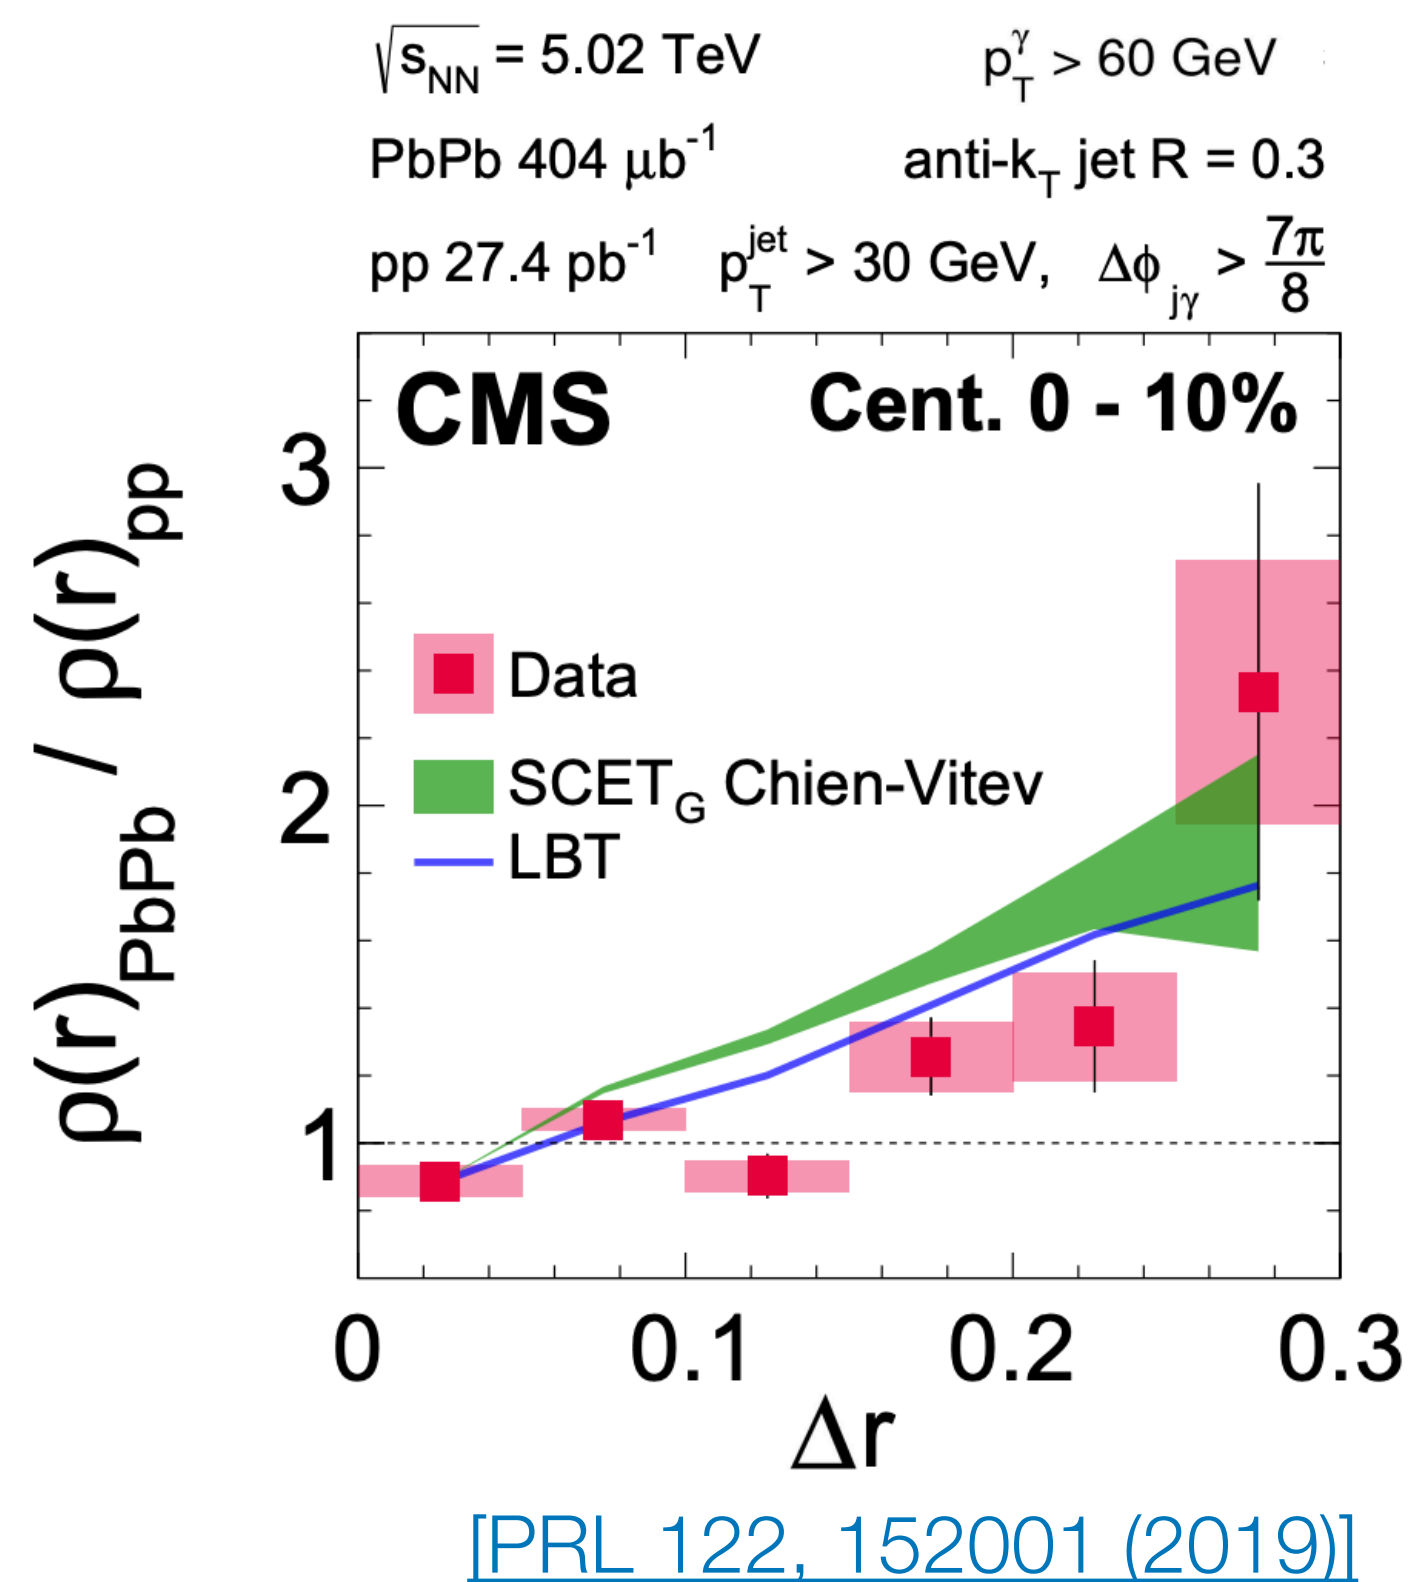 √s_NN = 5.02 TeV p_T^γ > 60 GeV
PbPb 404 μb^-1 anti-k_T jet R = 0.3
pp 27.4 pb^-1 p_T^jet > 30 GeV, Δϕ_jγ > 7π/8
CMS Cent. 0 - 10%
ρ(r)_PbPb / ρ(r)_pp
3
2
1
Data
SCET_G Chien-Vitev
LBT
0 0.1 0.2 0.3
Δr
[PRL 122, 152001 (2019)]